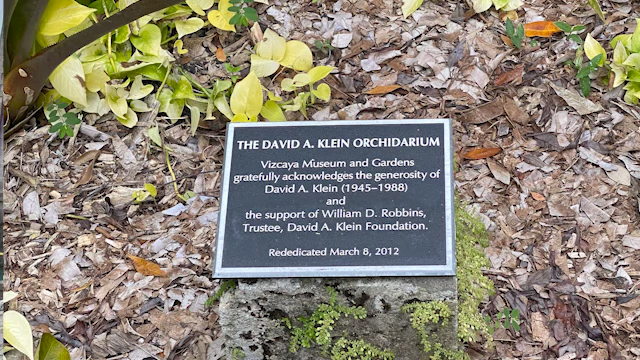 THE DAVID A. KLEIN ORCHIDARIUM
Vizcaya Museum and Gardens
gratefully acknowledges the generosity of
David A. Klein (1945–1988)
and
the support of William D. Robbins,
Trustee, David A. Klein Foundation.
Rededicated March 8, 2012